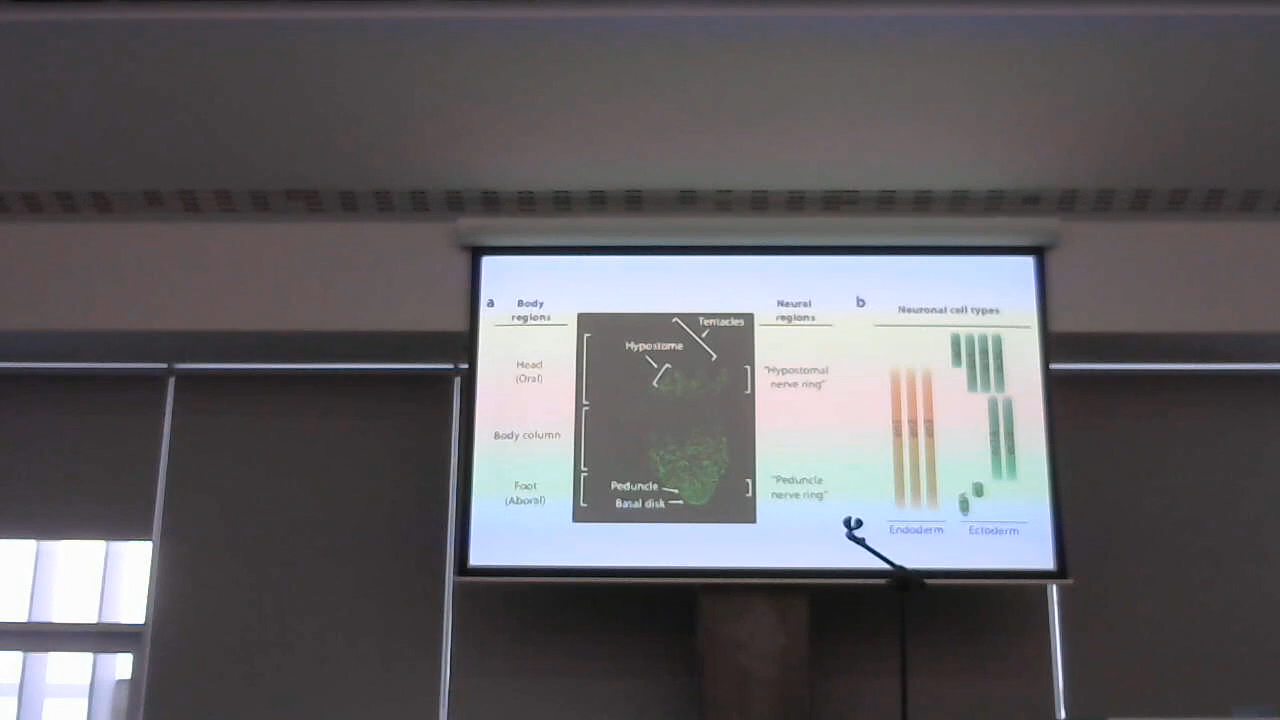 a
Body
regions
Head
(Oral)
Body column
Foot
(Aboral)
Tentacles
Hypostome
Peduncle
Basal disk
Neural
regions
"Hypostomal
nerve ring"
"Peduncle
nerve ring"
b
Neuronal cell types
Endoderm
Ectoderm